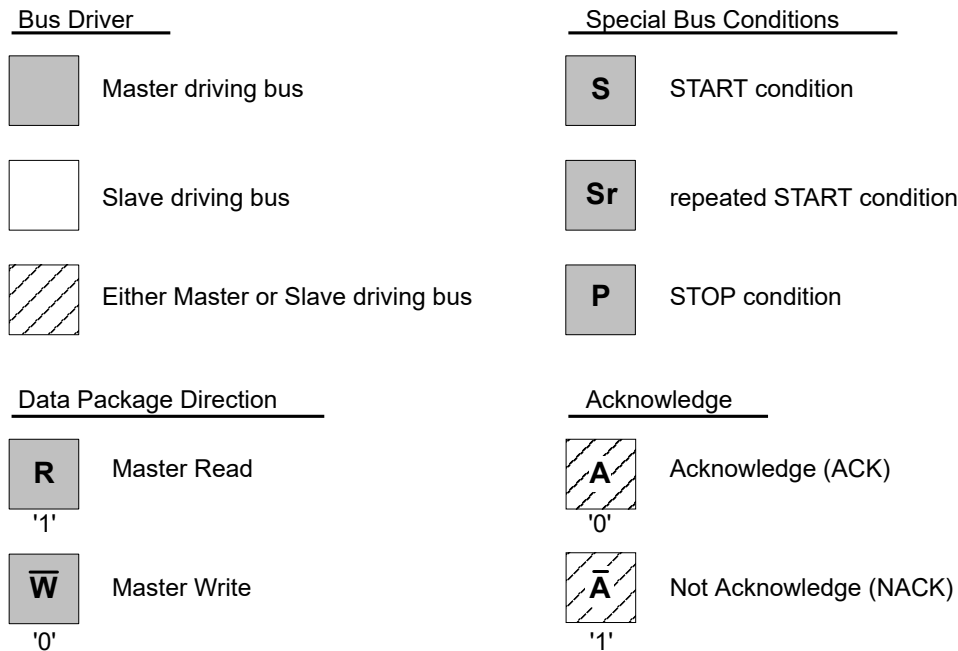 Bus Driver
Master driving bus
Slave driving bus
Either Master or Slave driving bus
Special Bus Conditions
S START condition
Sr repeated START condition
P STOP condition
Data Package Direction
R Master Read
'1'
W̅ Master Write
'0'
Acknowledge
A Acknowledge (ACK)
'0'
A̅ Not Acknowledge (NACK)
'1'